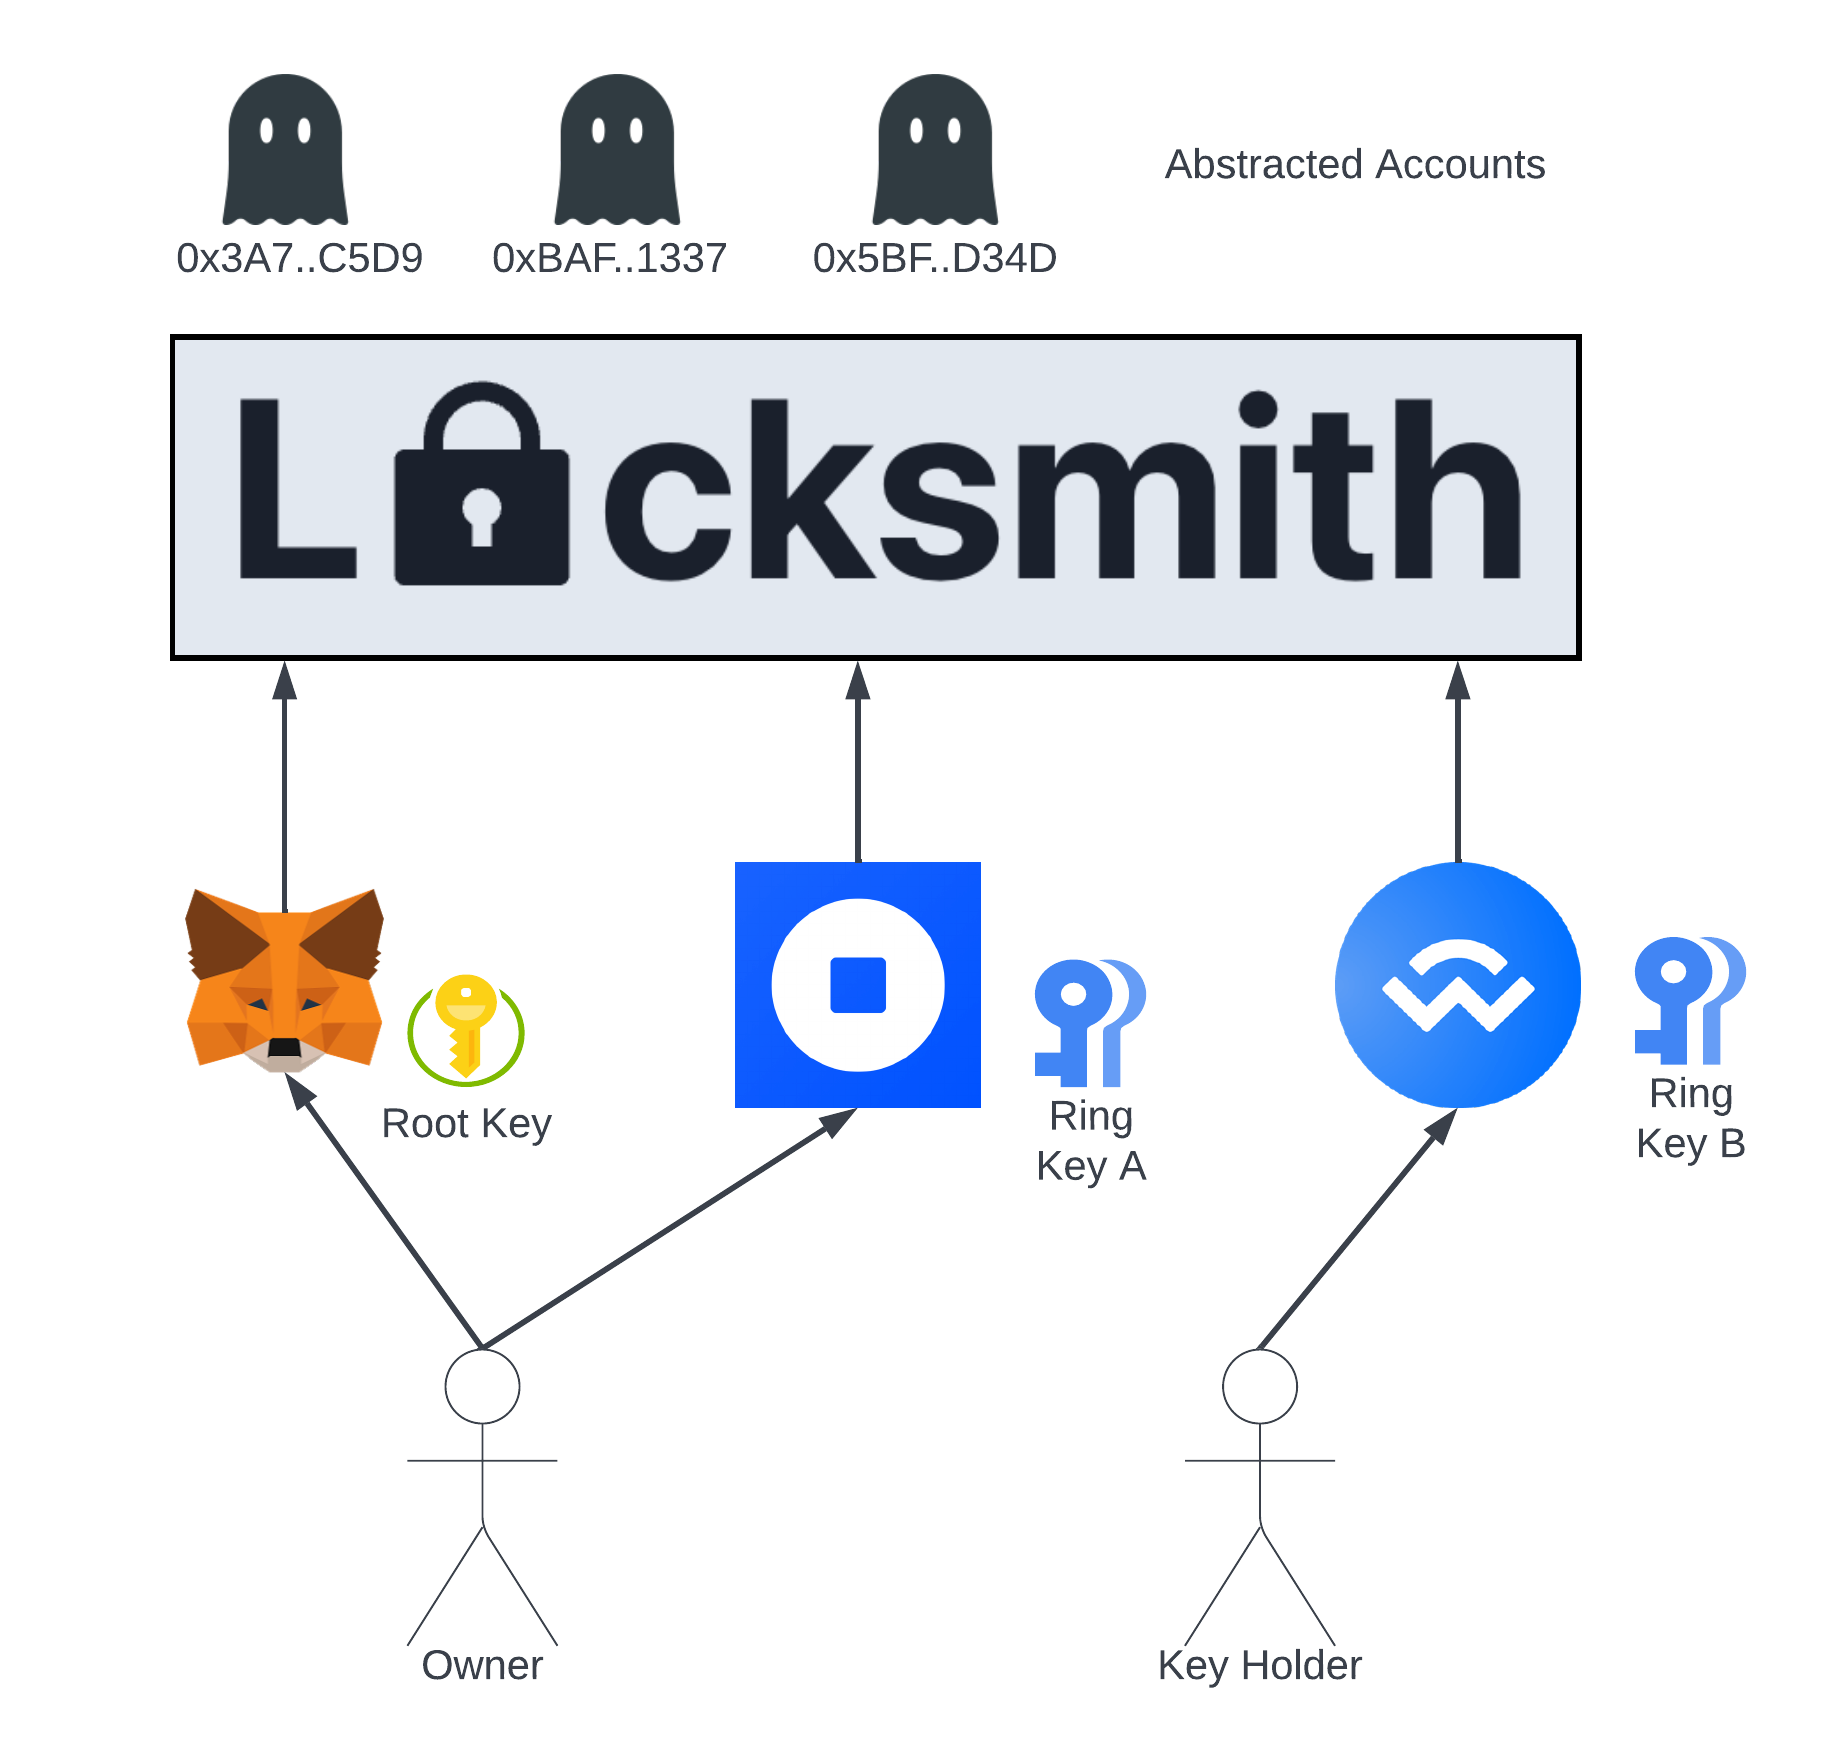 Abstracted Accounts
0x3A7..C5D9
0xBAF..1337
0x5BF..D34D
Locksmith
Root Key
Ring
Key A
Ring
Key B
Owner
Key Holder